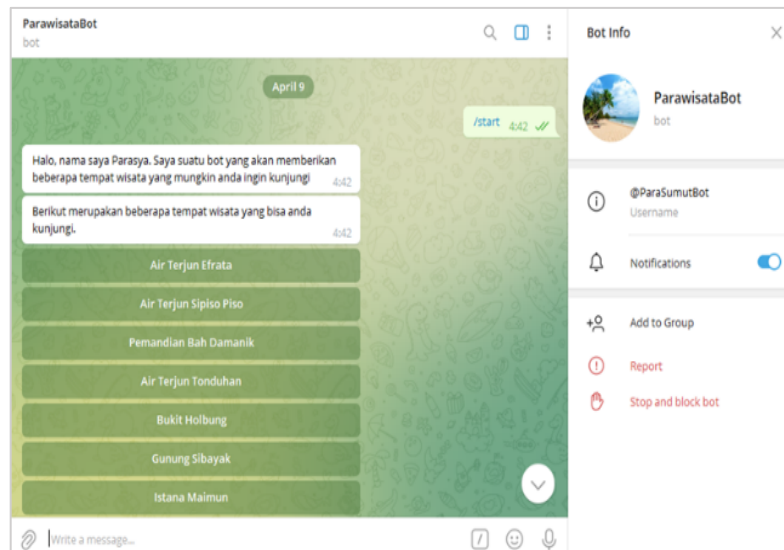 ParawisataBot
bot
April 9
/start 4:42
Halo, nama saya Parasya. Saya suatu bot yang akan memberikan
beberapa tempat wisata yang mungkin anda ingin kunjungi 4:42
Berikut merupakan beberapa tempat wisata yang bisa anda
kunjungi. 4:42
Air Terjun Efrata
Air Terjun Sipiso Piso
Pemandian Bah Damanik
Air Terjun Tonduhan
Bukit Holbung
Gunung Sibayak
Istana Maimun
Write a message...
Bot Info
ParawisataBot
bot
@ParaSumutBot
Username
Notifications
Add to Group
Report
Stop and block bot